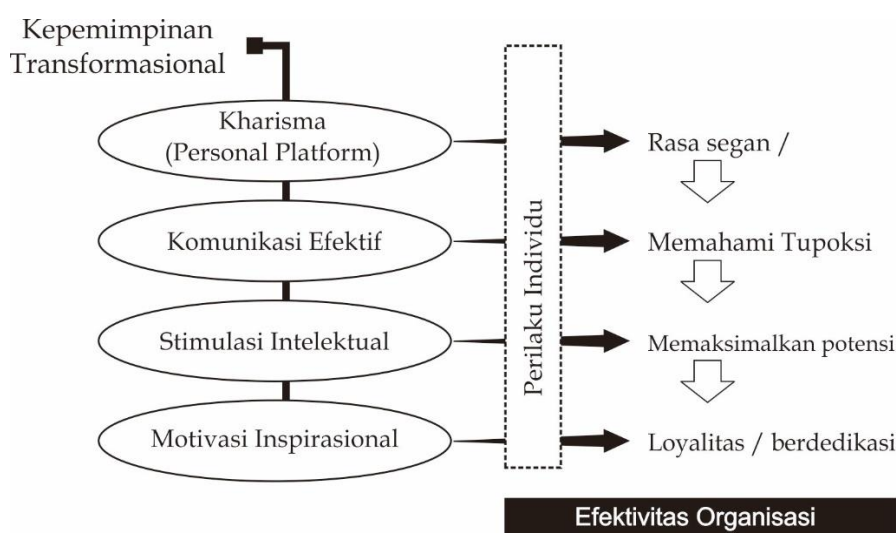 Kepemimpinan
Transformasional
Kharisma
(Personal Platform)
Rasa segan /
Komunikasi Efektif
Memahami Tupoksi
Stimulasi Intelektual
Memaksimalkan potensi
Motivasi Inspirasional
Loyalitas / berdedikasi
Perilaku Individu
Efektivitas Organisasi